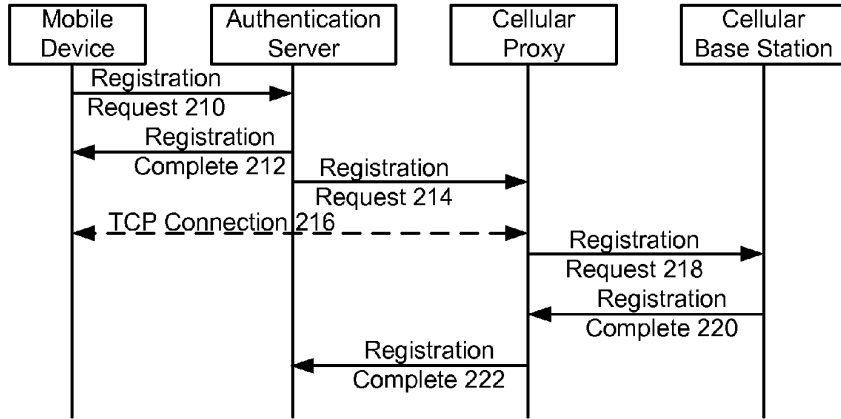 Mobile
Device
Authentication
Server
Cellular
Proxy
Cellular
Base Station
Registration
Request 210
Registration
Complete 212
Registration
Request 214
TCP Connection 216
Registration
Request 218
Registration
Complete 220
Registration
Complete 222